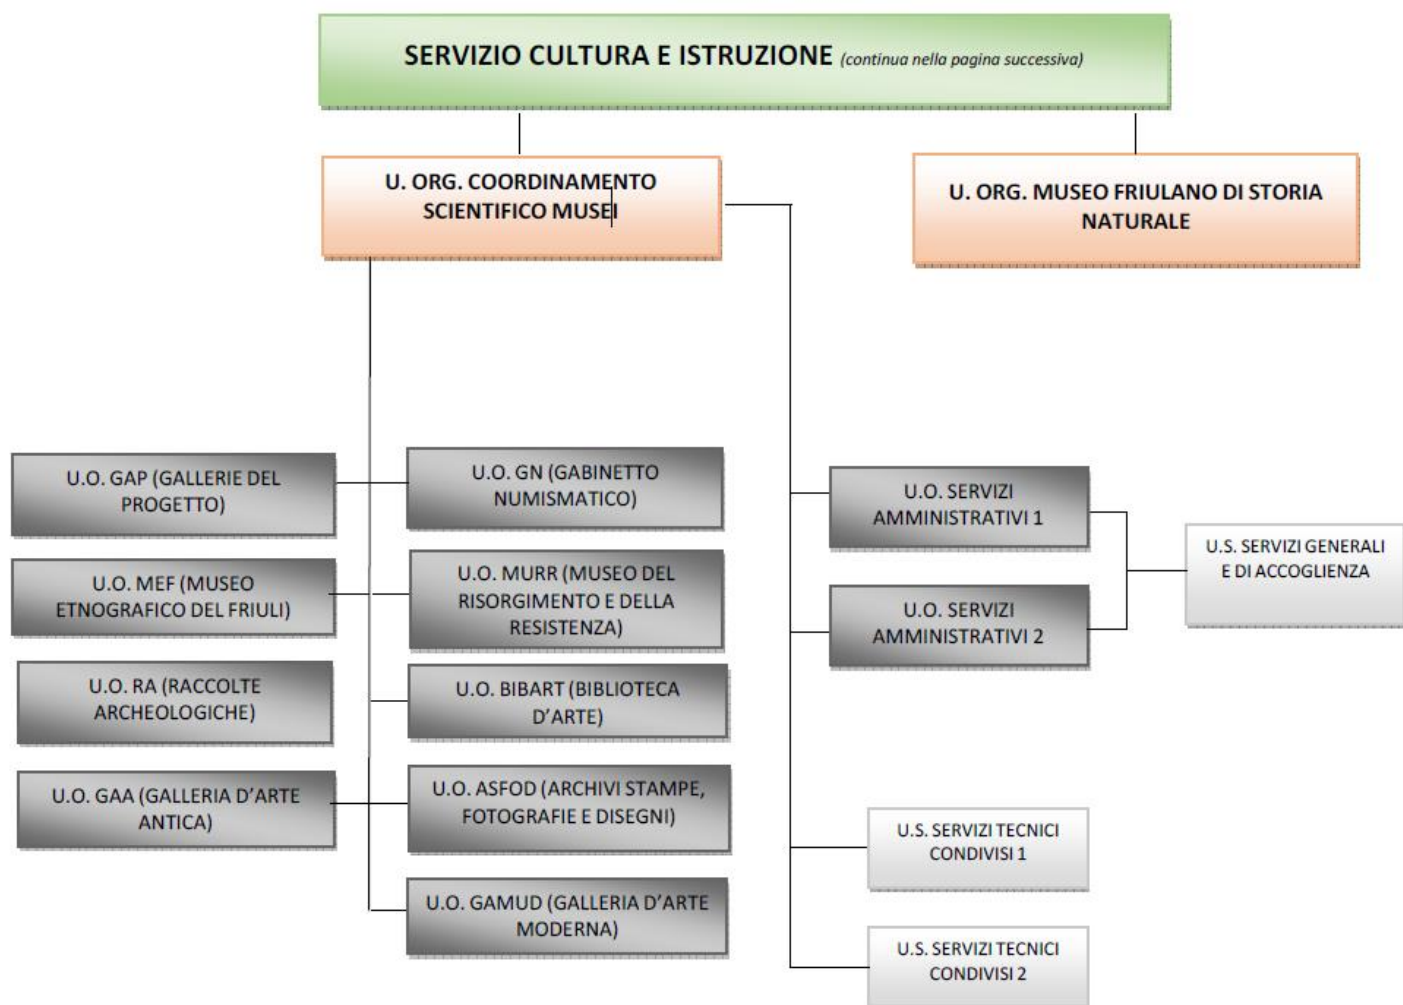 SERVIZIO CULTURA E ISTRUZIONE (continua nella pagina successiva)
U. ORG. COORDINAMENTO
SCIENTIFICO MUSEI
U. ORG. MUSEO FRIULANO DI STORIA
NATURALE
U.O. GAP (GALLERIE DEL
PROGETTO)
U.O. GN (GABINETTO
NUMISMATICO)
U.O. MEF (MUSEO
ETNOGRAFICO DEL FRIULI)
U.O. MURR (MUSEO DEL
RISORGIMENTO E DELLA
RESISTENZA)
U.O. RA (RACCOLTE
ARCHEOLOGICHE)
U.O. BIBART (BIBLIOTECA
D’ARTE)
U.O. GAA (GALLERIA D’ARTE
ANTICA)
U.O. ASFOD (ARCHIVI STAMPE,
FOTOGRAFIE E DISEGNI)
U.O. GAMUD (GALLERIA D’ARTE
MODERNA)
U.O. SERVIZI
AMMINISTRATIVI 1
U.O. SERVIZI
AMMINISTRATIVI 2
U.S. SERVIZI GENERALI
E DI ACCOGLIENZA
U.S. SERVIZI TECNICI
CONDIVISI 1
U.S. SERVIZI TECNICI
CONDIVISI 2